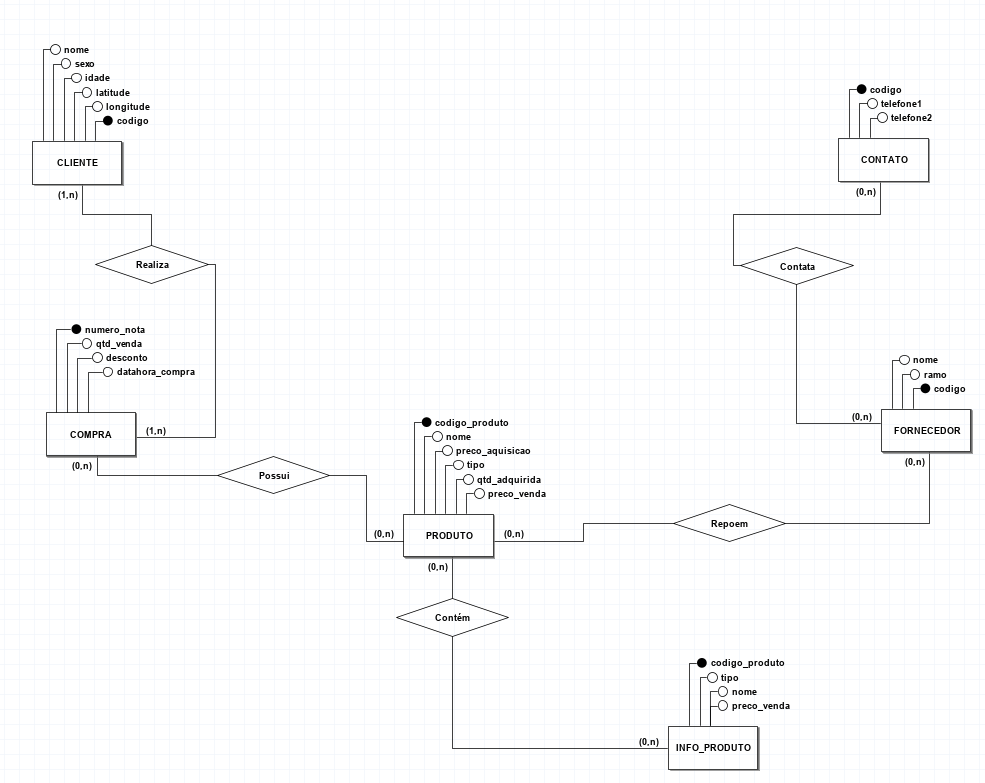 nome
sexo
idade
latitude
longitude
codigo
CLIENTE
(1,n)
Realiza
codigo
telefone1
telefone2
CONTATO
(0,n)
Contata
numero_nota
qtd_venda
desconto
datahora_compra
COMPRA
(1,n)
(0,n)
Possui
nome
ramo
codigo
(0,n)
FORNECEDOR
(0,n)
codigo_produto
nome
preco_aquisicao
tipo
qtd_adquirida
preco_venda
(0,n)
PRODUTO
(0,n)
(0,n)
Repoem
Contém
codigo_produto
tipo
nome
preco_venda
(0,n)
INFO_PRODUTO